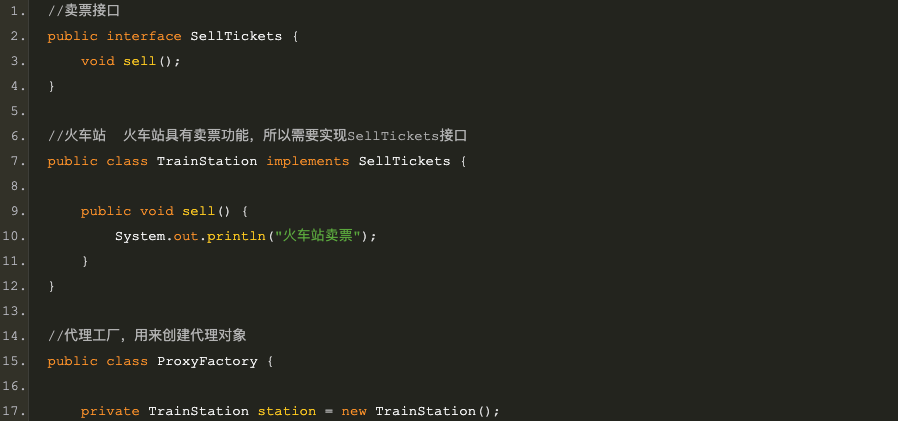 1. //卖票接口
2. public interface SellTickets {
3.     void sell();
4. }
5.
6. //火车站  火车站具有卖票功能，所以需要实现SellTickets接口
7. public class TrainStation implements SellTickets {
8.
9.     public void sell() {
10.         System.out.println("火车站卖票");
11.     }
12. }
13.
14. //代理工厂，用来创建代理对象
15. public class ProxyFactory {
16.
17.     private TrainStation station = new TrainStation();